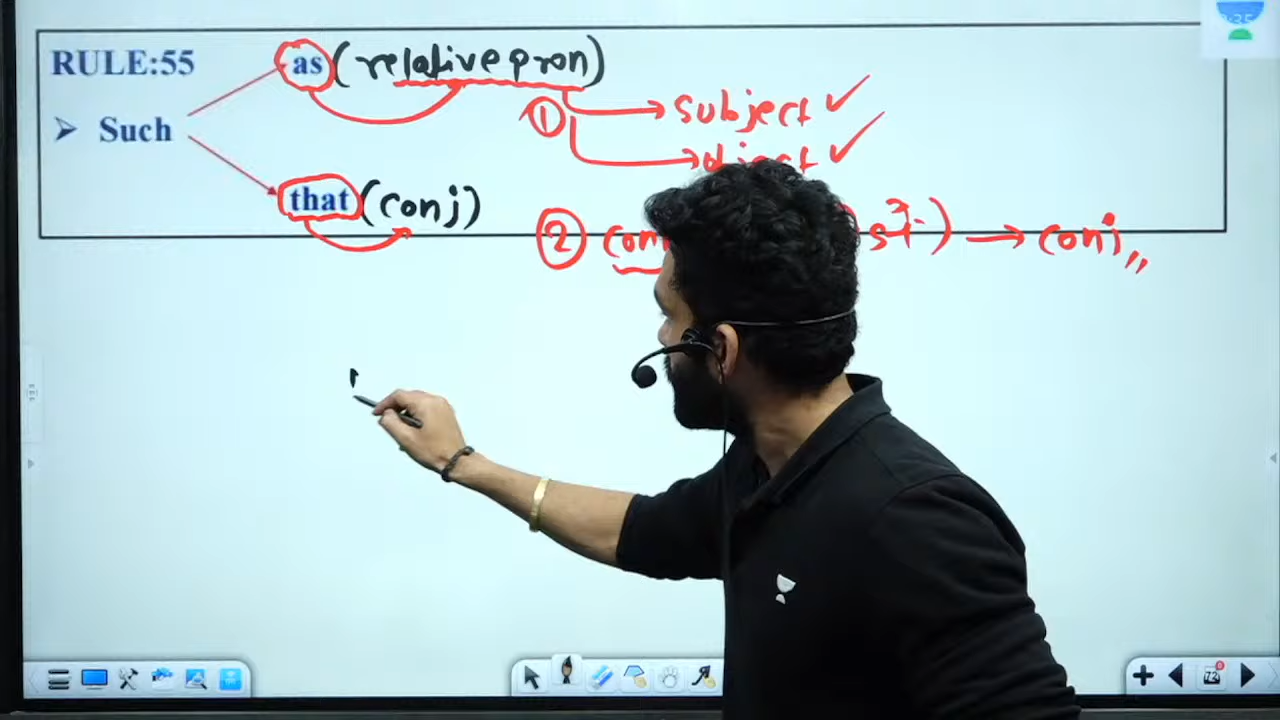 RULE:55
as (relative pron)
① → subject ✓
➢ Such
→ ✓
that (conj)
② → conj,,